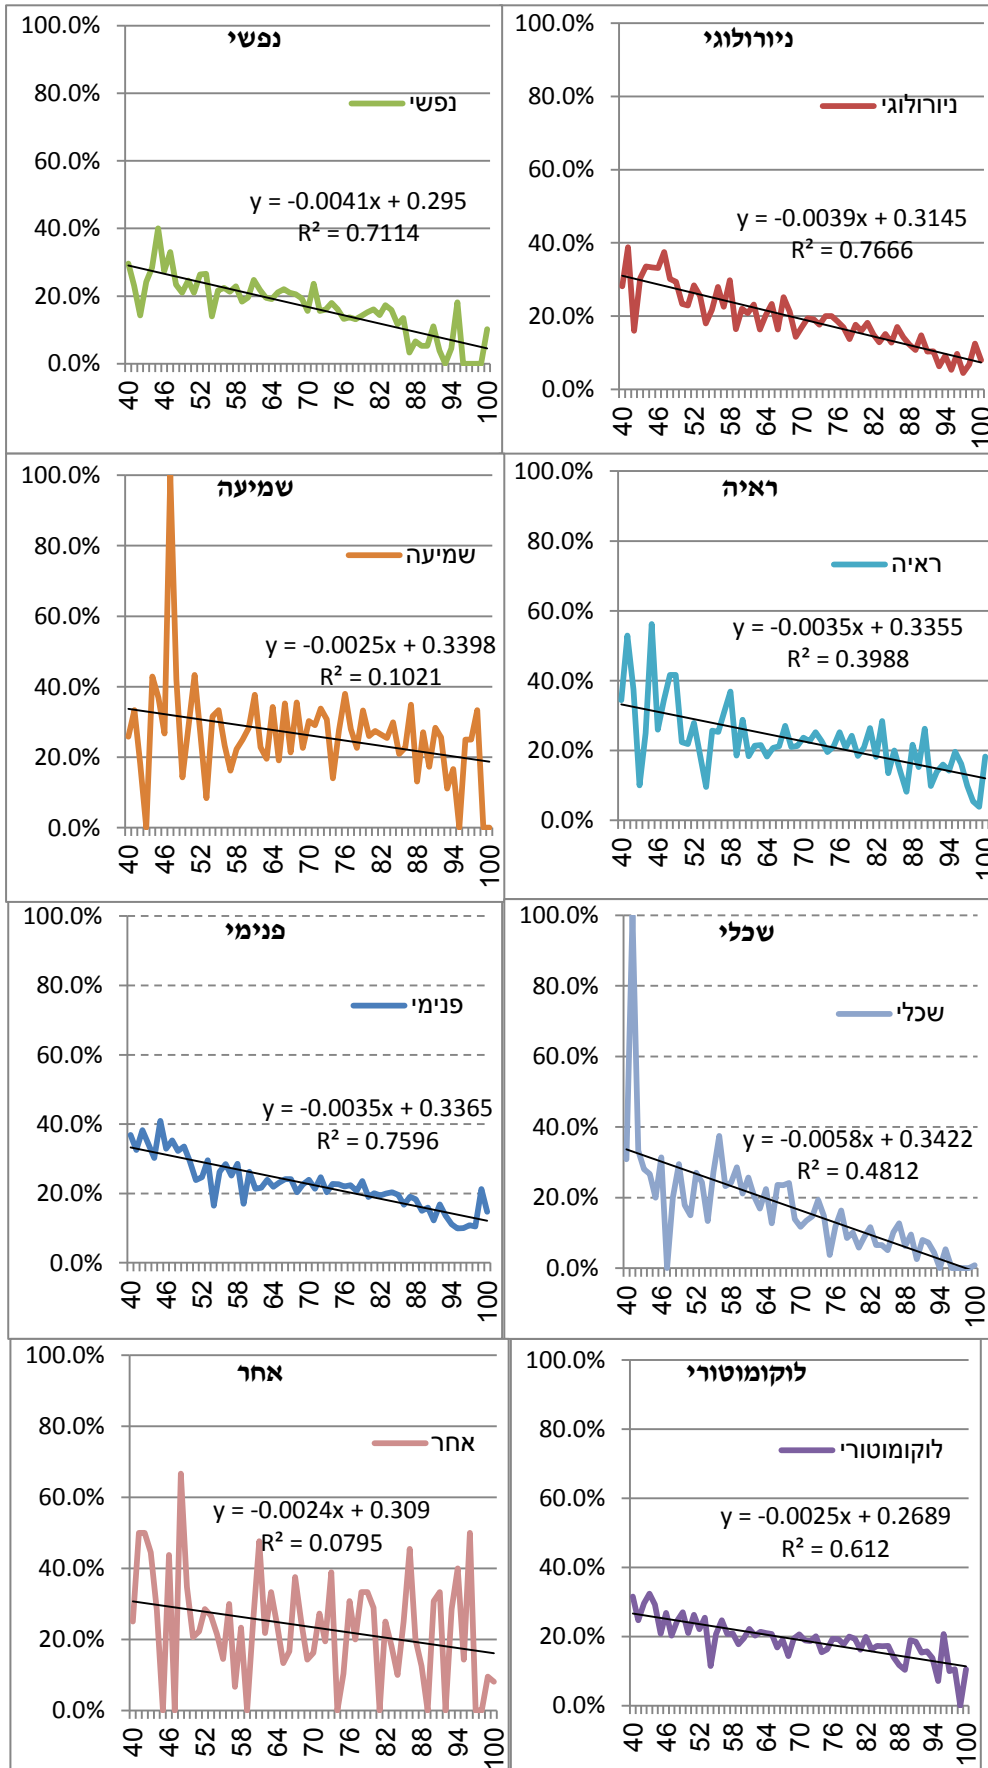 ניורולוגי
100.0%
80.0%
60.0%
40.0%
20.0%
0.0%
ניורולוגי
y = -0.0039x + 0.3145
R² = 0.7666
40 46 52 58 64 70 76 82 88 94 100
נפשי
100.0%
80.0%
60.0%
40.0%
20.0%
0.0%
נפשי
y = -0.0041x + 0.295
R² = 0.7114
40 46 52 58 64 70 76 82 88 94 100
ראיה
100.0%
80.0%
60.0%
40.0%
20.0%
0.0%
ראיה
y = -0.0035x + 0.3355
R² = 0.3988
40 46 52 58 64 70 76 82 88 94 100
שמיעה
100.0%
80.0%
60.0%
40.0%
20.0%
0.0%
שמיעה
y = -0.0025x + 0.3398
R² = 0.1021
40 46 52 58 64 70 76 82 88 94 100
שכלי
100.0%
80.0%
60.0%
40.0%
20.0%
0.0%
שכלי
y = -0.0058x + 0.3422
R² = 0.4812
40 46 52 58 64 70 76 82 88 94 100
פנימי
100.0%
80.0%
60.0%
40.0%
20.0%
0.0%
פנימי
y = -0.0035x + 0.3365
R² = 0.7596
40 46 52 58 64 70 76 82 88 94 100
לוקומוטורי
100.0%
80.0%
60.0%
40.0%
20.0%
0.0%
לוקומוטורי
y = -0.0025x + 0.2689
R² = 0.612
40 46 52 58 64 70 76 82 88 94 100
אחר
100.0%
80.0%
60.0%
40.0%
20.0%
0.0%
אחר
y = -0.0024x + 0.309
R² = 0.0795
40 46 52 58 64 70 76 82 88 94 100